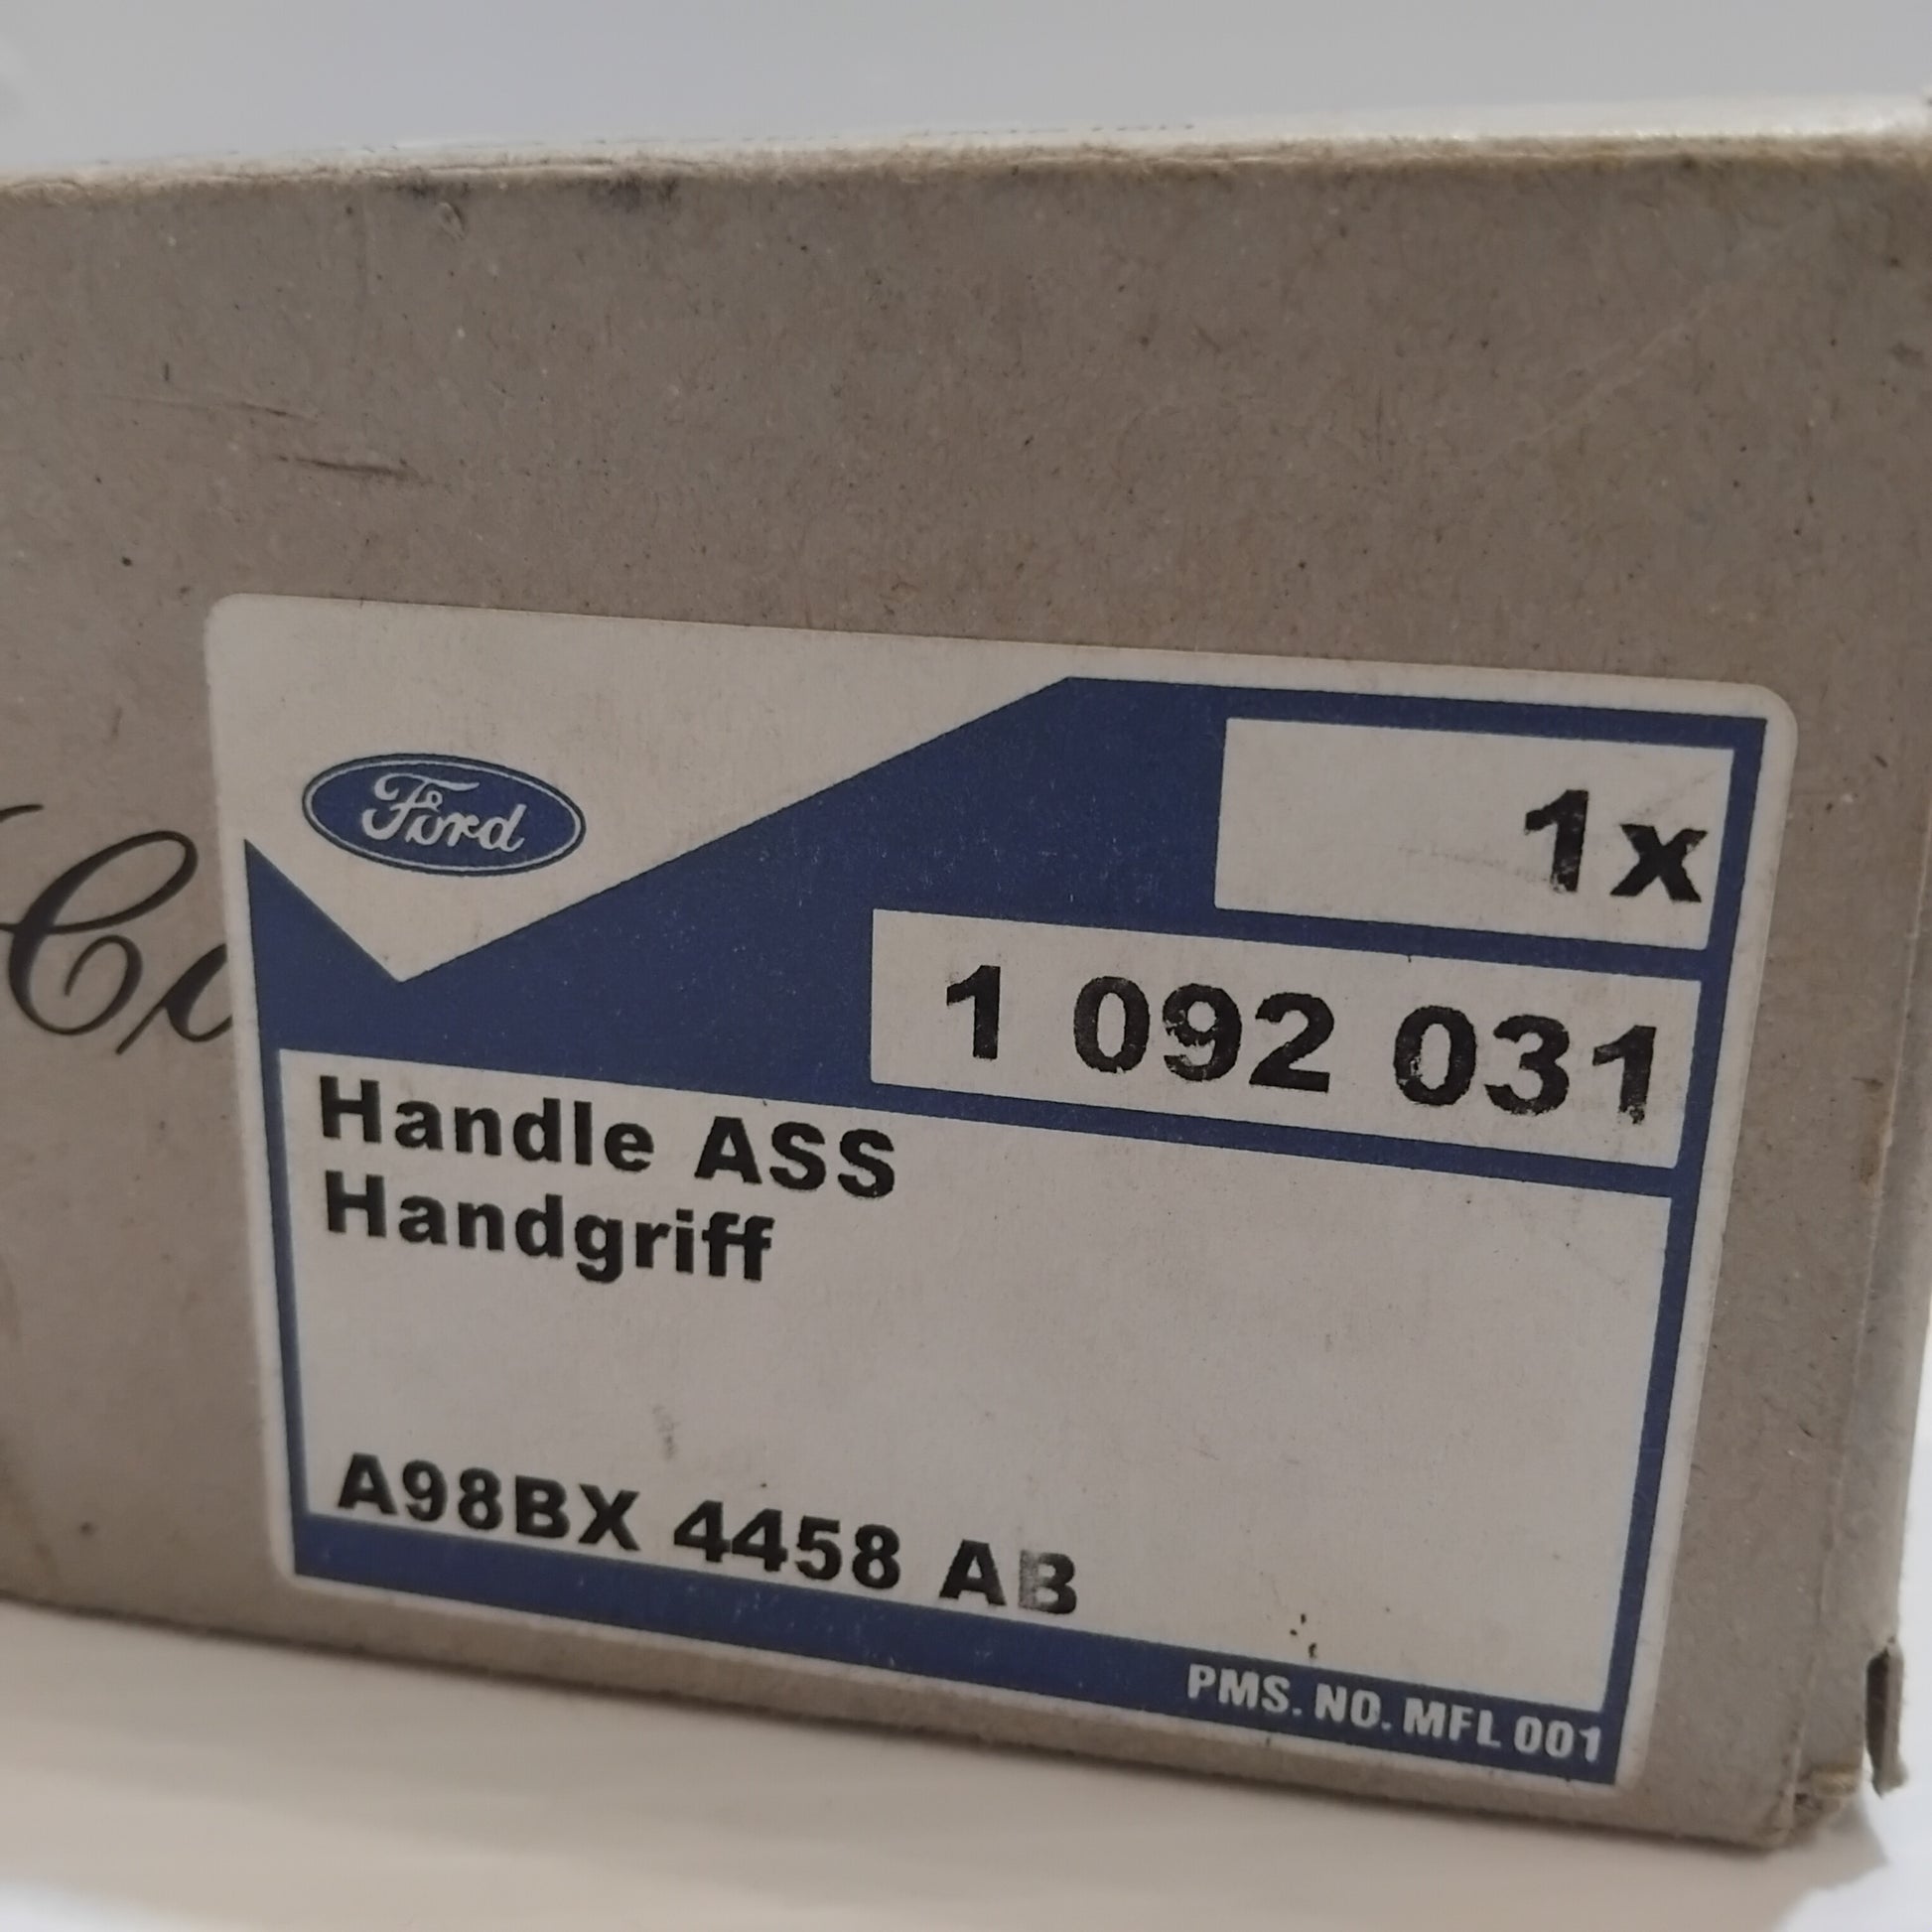 Ford
1x
1 092 031
Handle ASS
Handgriff
A98BX 4458 AB
PMS. NO. MFL 001